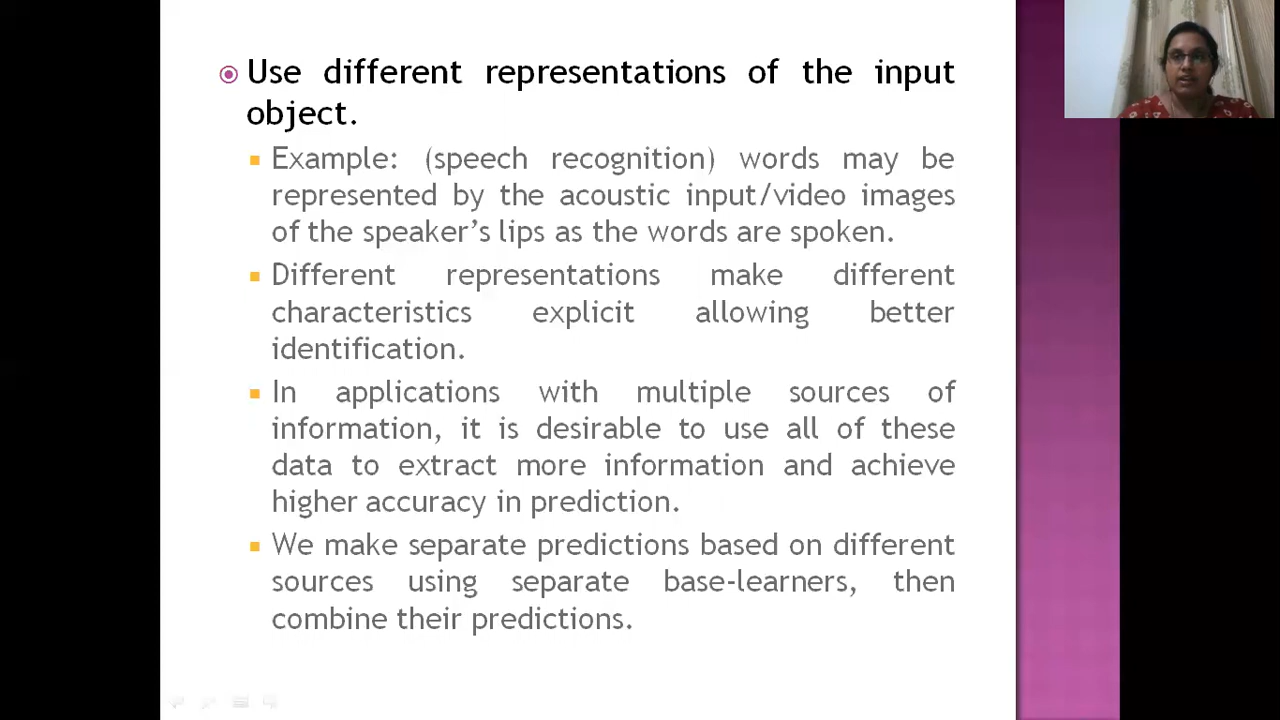 Use different representations of the input
object.
Example: (speech recognition) words may be
represented by the acoustic input/video images
of the speaker’s lips as the words are spoken.
Different representations make different
characteristics explicit allowing better
identification.
In applications with multiple sources of
information, it is desirable to use all of these
data to extract more information and achieve
higher accuracy in prediction.
We make separate predictions based on different
sources using separate base-learners, then
combine their predictions.